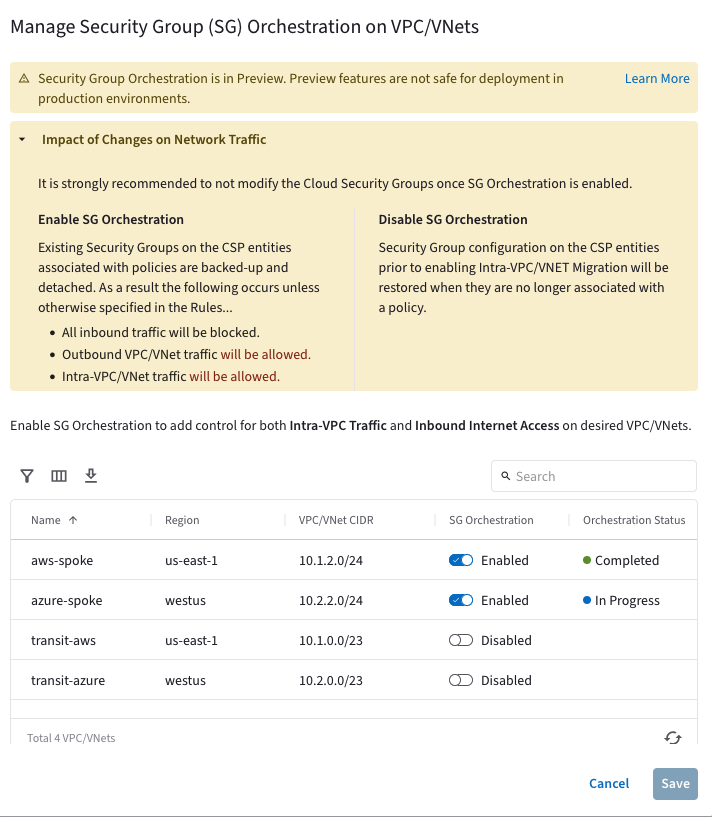 Manage Security Group (SG) Orchestration on VPC/VNets
Security Group Orchestration is in Preview. Preview features are not safe for deployment in
production environments.
Learn More
Impact of Changes on Network Traffic
It is strongly recommended to not modify the Cloud Security Groups once SG Orchestration is enabled.
Enable SG Orchestration
Existing Security Groups on the CSP entities
associated with policies are backed-up and
detached. As a result the following occurs unless
otherwise specified in the Rules...
• All inbound traffic will be blocked.
• Outbound VPC/VNet traffic will be allowed.
• Intra-VPC/VNet traffic will be allowed.
Disable SG Orchestration
Security Group configuration on the CSP entities
prior to enabling Intra-VPC/VNET Migration will be
restored when they are no longer associated with
a policy.
Enable SG Orchestration to add control for both Intra-VPC Traffic and Inbound Internet Access on desired VPC/VNets.
Search
Name Region VPC/VNet CIDR SG Orchestration Orchestration Status
aws-spoke us-east-1 10.1.2.0/24 Enabled Completed
azure-spoke westus 10.2.2.0/24 Enabled In Progress
transit-aws us-east-1 10.1.0.0/23 Disabled
transit-azure westus 10.2.0.0/23 Disabled
Total 4 VPC/VNets
Cancel Save